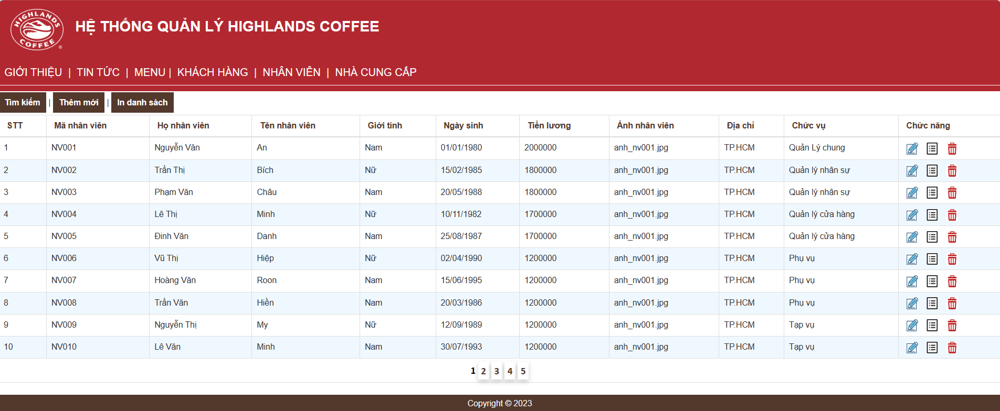 HIGHLANDS COFFEE ®
HỆ THỐNG QUẢN LÝ HIGHLANDS COFFEE
GIỚI THIỆU | TIN TỨC | MENU | KHÁCH HÀNG | NHÂN VIÊN | NHÀ CUNG CẤP
Tìm kiếm | Thêm mới | In danh sách
STT Mã nhân viên Họ nhân viên Tên nhân viên Giới tính Ngày sinh Tiền lương Ảnh nhân viên Địa chỉ Chức vụ Chức năng
1 NV001 Nguyễn Văn An Nam 01/01/1980 2000000 anh_nv001.jpg TP.HCM Quản Lý chung
2 NV002 Trần Thị Bích Nữ 15/02/1985 1800000 anh_nv001.jpg TP.HCM Quản lý nhân sự
3 NV003 Phạm Văn Châu Nam 20/05/1988 1800000 anh_nv001.jpg TP.HCM Quản lý nhân sự
4 NV004 Lê Thị Minh Nữ 10/11/1982 1700000 anh_nv001.jpg TP.HCM Quản lý cửa hàng
5 NV005 Đinh Văn Danh Nam 25/08/1987 1700000 anh_nv001.jpg TP.HCM Quản lý cửa hàng
6 NV006 Vũ Thị Hiệp Nữ 02/04/1990 1200000 anh_nv001.jpg TP.HCM Phụ vụ
7 NV007 Hoàng Văn Roon Nam 15/06/1995 1200000 anh_nv001.jpg TP.HCM Phụ vụ
8 NV008 Trần Văn Hiền Nam 20/03/1986 1200000 anh_nv001.jpg TP.HCM Phụ vụ
9 NV009 Nguyễn Thị My Nữ 12/09/1989 1200000 anh_nv001.jpg TP.HCM Tạp vụ
10 NV010 Lê Văn Minh Nam 30/07/1993 1200000 anh_nv001.jpg TP.HCM Tạp vụ
1 2 3 4 5
Copyright © 2023